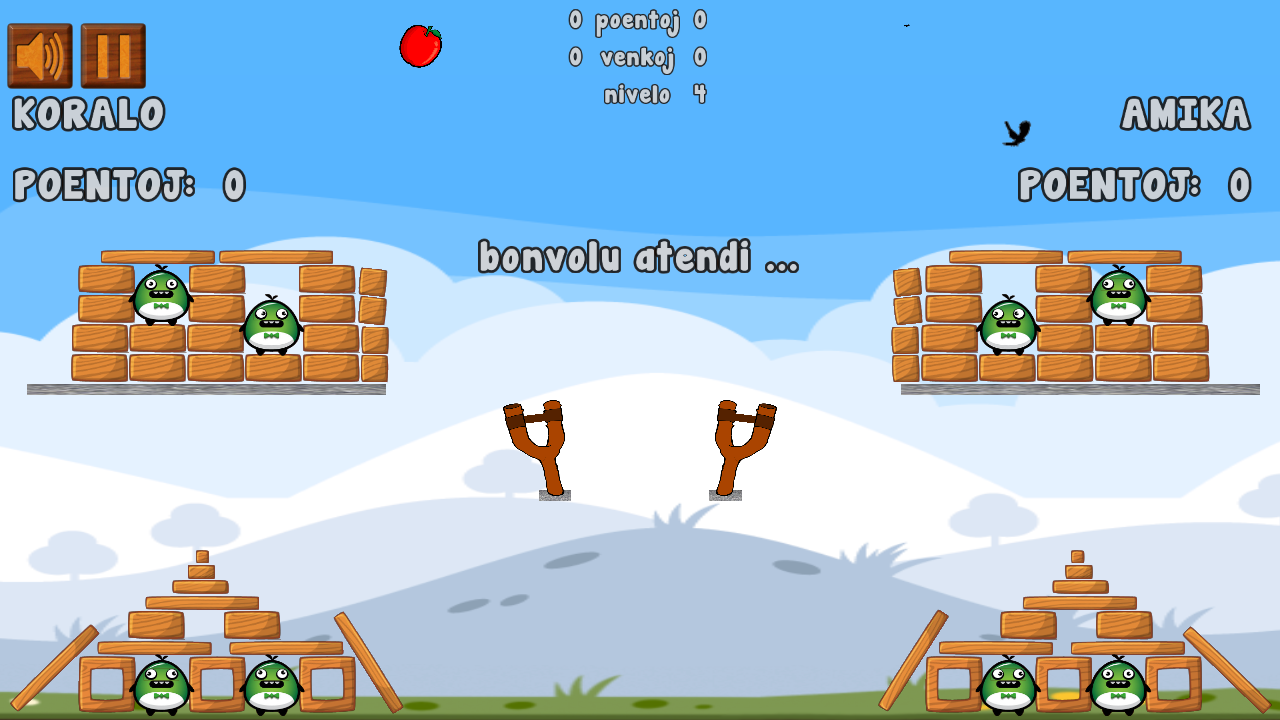 0 poentoj 0
0 venkoj 0
nivelo 4
KORALO
AMIKA
POENTOJ: 0
POENTOJ: 0
bonvolu atendi ...